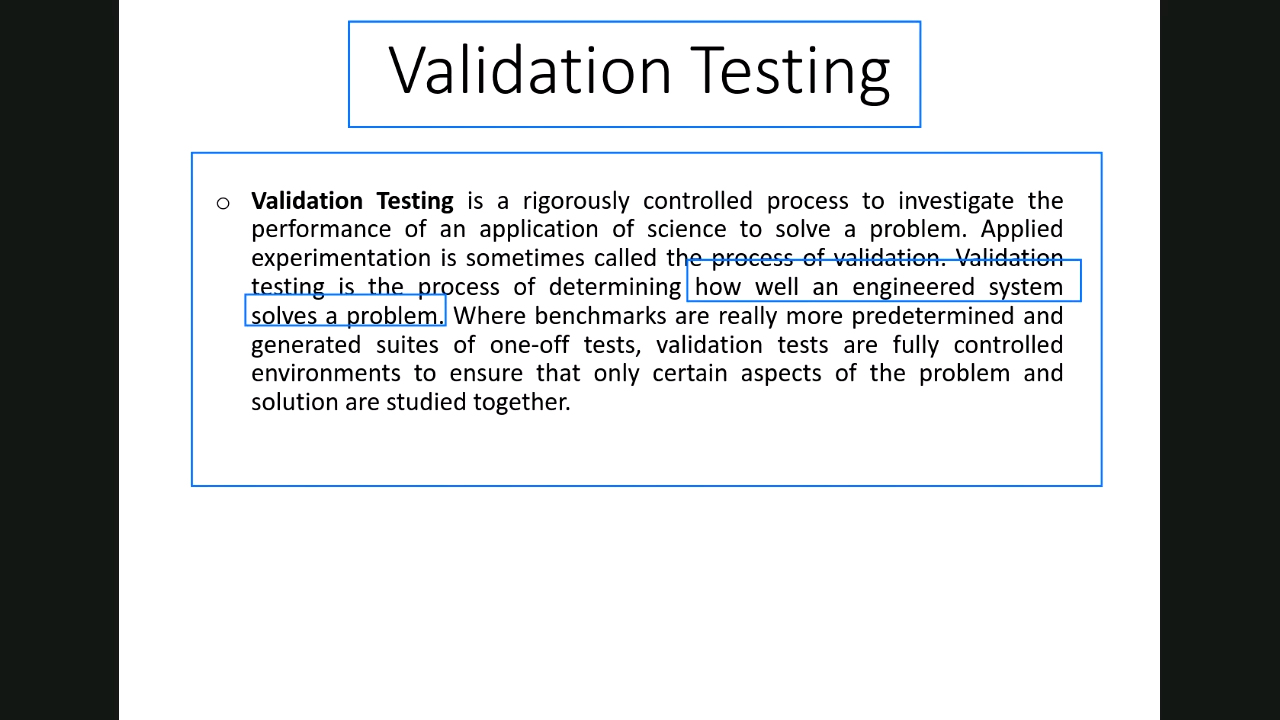 Validation Testing
o Validation Testing is a rigorously controlled process to investigate the
performance of an application of science to solve a problem. Applied
experimentation is sometimes called the process of validation. Validation
testing is the process of determining how well an engineered system
solves a problem. Where benchmarks are really more predetermined and
generated suites of one-off tests, validation tests are fully controlled
environments to ensure that only certain aspects of the problem and
solution are studied together.